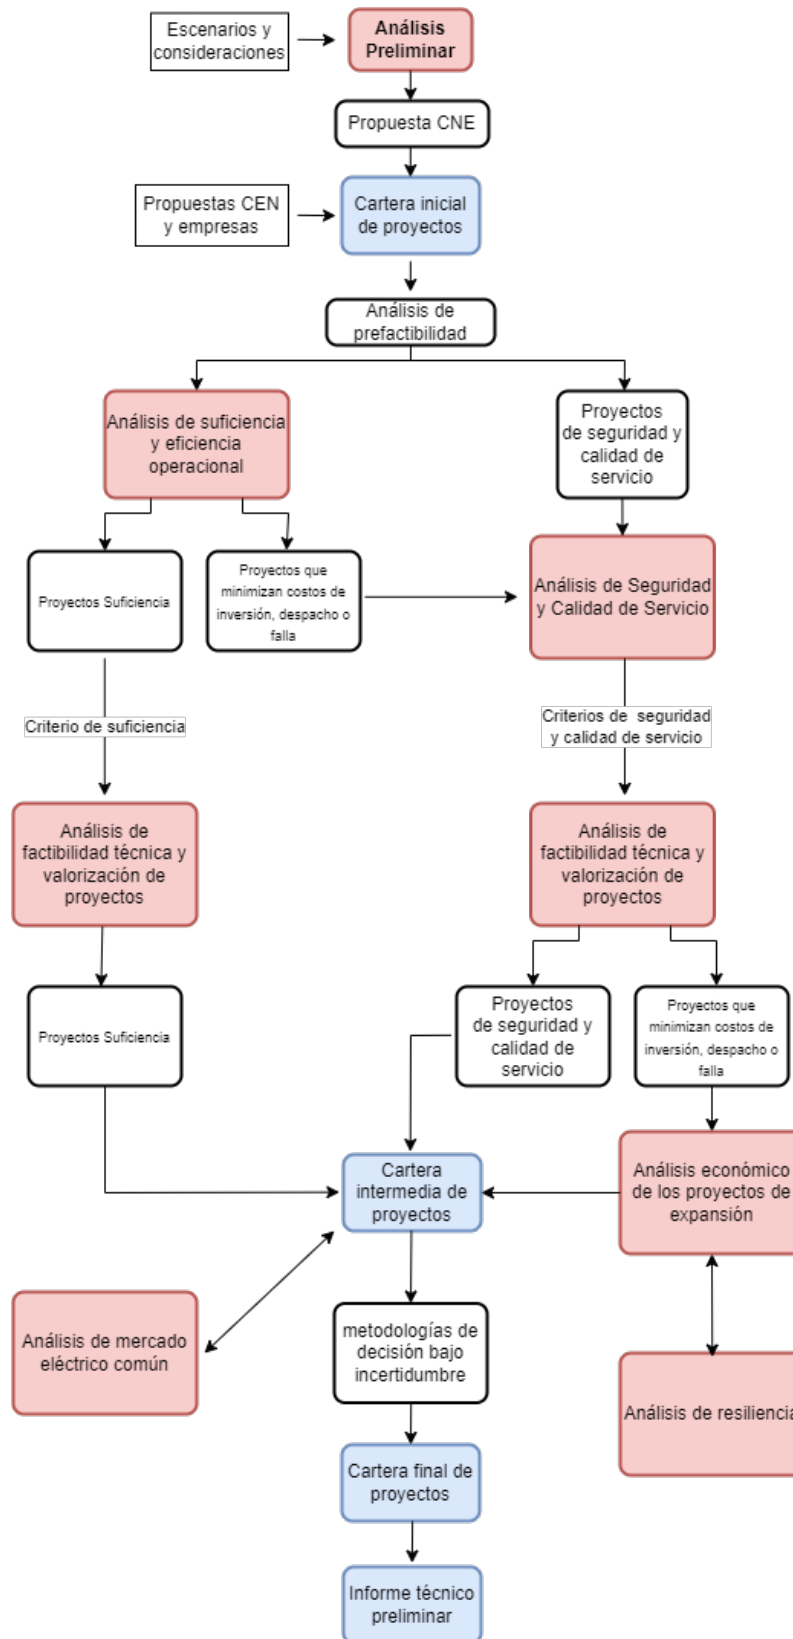 Escenarios y
consideraciones
Análisis
Preliminar
Propuesta CNE
Propuestas CEN
y empresas
Cartera inicial
de proyectos
Análisis de
prefactibilidad
Análisis de suficiencia
y eficiencia
operacional
Proyectos
de seguridad y
calidad de
servicio
Proyectos Suficiencia
Proyectos que
minimizan costos de
inversión, despacho o
falla
Análisis de Seguridad
y Calidad de Servicio
Criterio de suficiencia
Criterios de seguridad
y calidad de servicio
Análisis de
factibilidad técnica y
valorización de
proyectos
Análisis de
factibilidad técnica y
valorización de
proyectos
Proyectos Suficiencia
Proyectos
de seguridad y
calidad de
servicio
Proyectos que
minimizan costos de
inversión, despacho o
falla
Cartera
intermedia de
proyectos
Análisis económico
de los proyectos de
expansión
Análisis de mercado
eléctrico común
metodologías de
decisión bajo
incertidumbre
Análisis de resiliencia
Cartera final de
proyectos
Informe técnico
preliminar